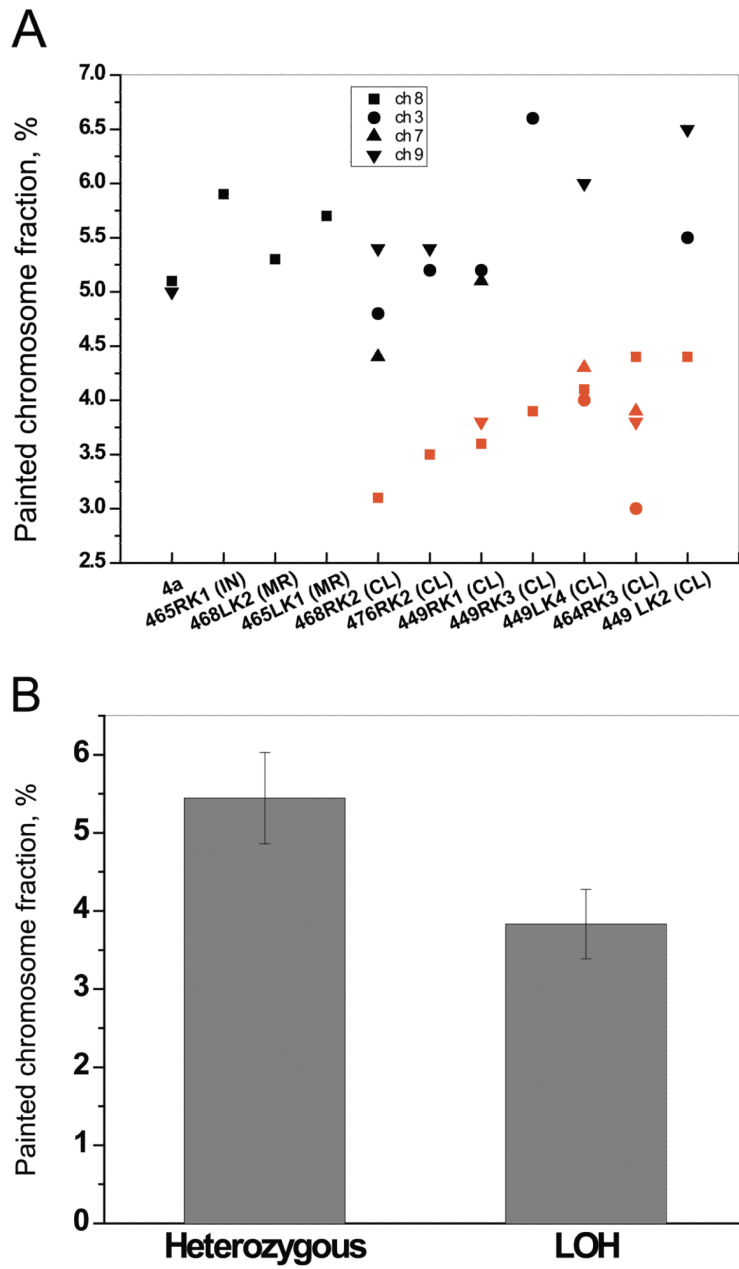 A
Painted chromosome fraction, %
7.0
6.5
6.0
5.5
5.0
4.5
4.0
3.5
3.0
2.5
ch 8
ch 3
ch 7
ch 9
4a
465RK1 (IN)
468LK2 (MR)
465LK1 (MR)
468RK2 (CL)
476RK2 (CL)
449RK1 (CL)
449RK3 (CL)
449LK4 (CL)
464RK3 (CL)
449 LK2 (CL)
B
Painted chromosome fraction, %
6
5
4
3
2
1
0
Heterozygous
LOH